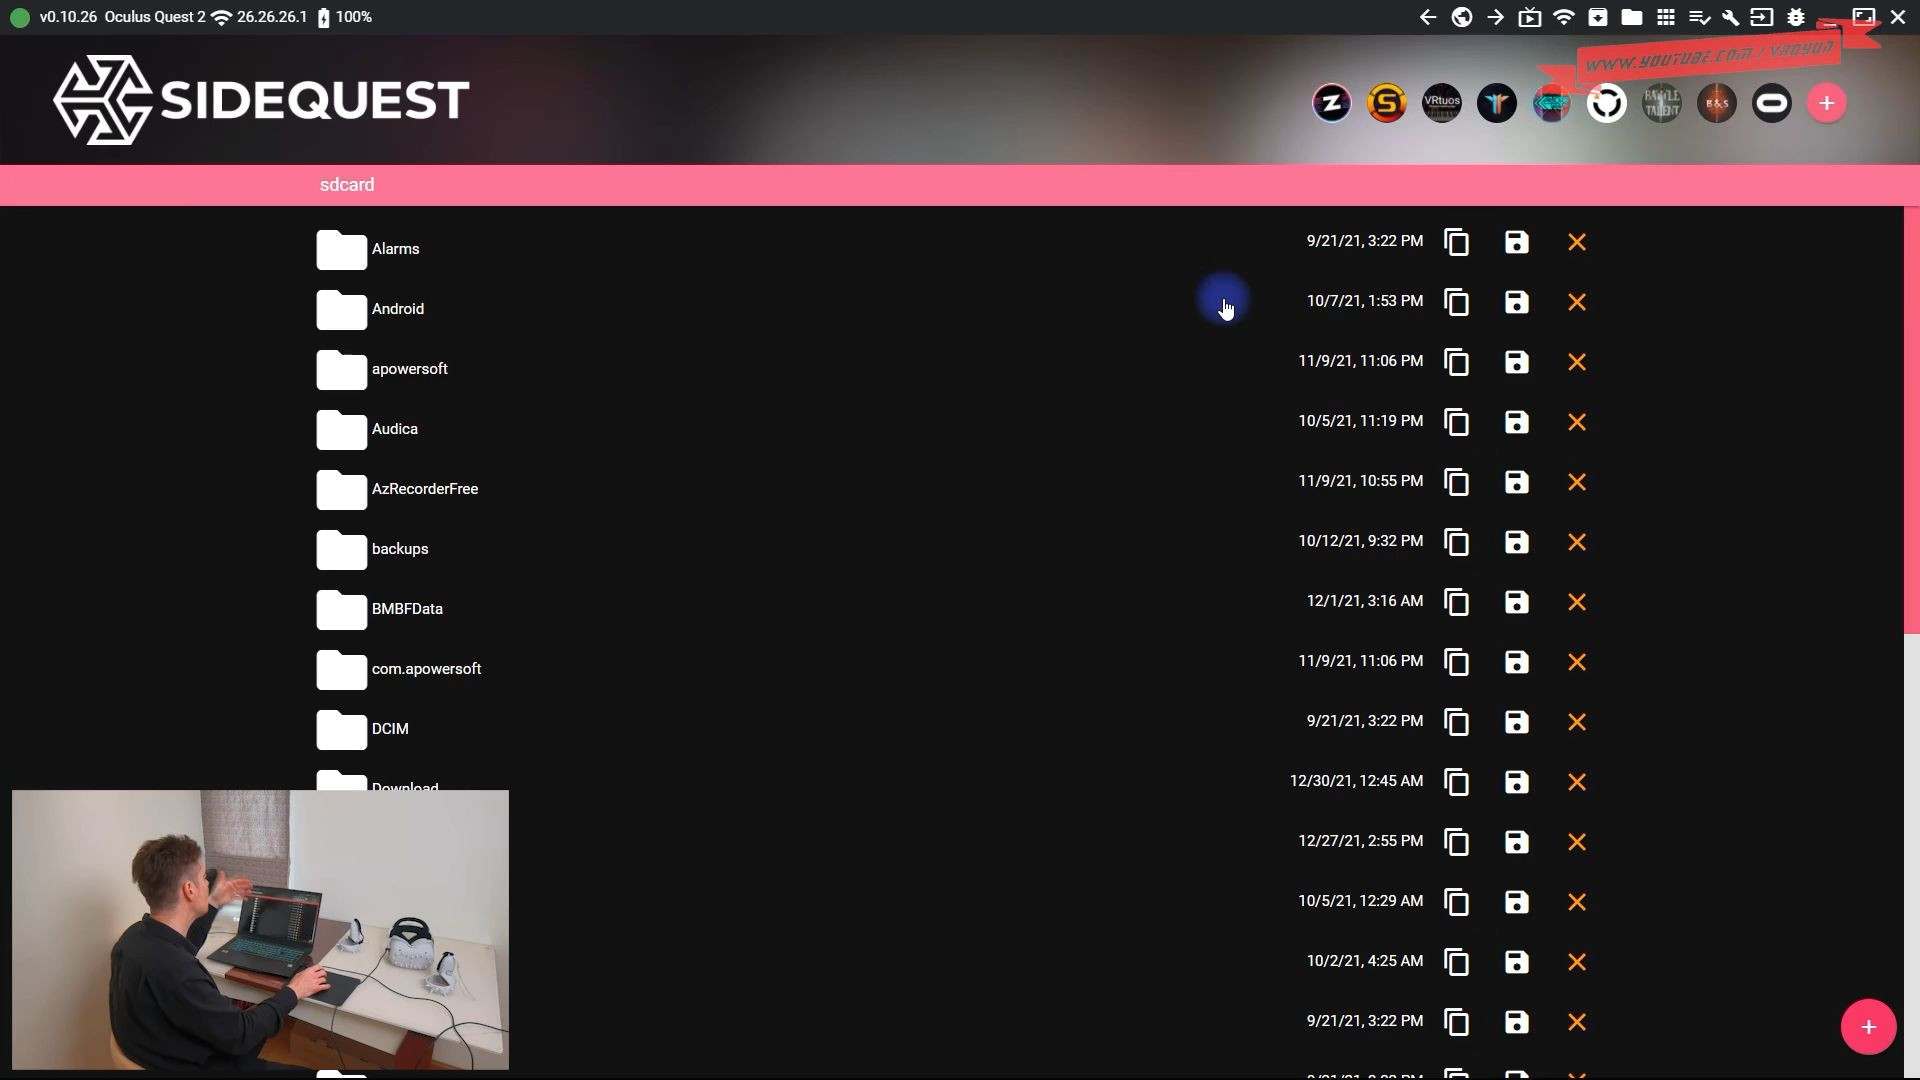 v0.10.26 Oculus Quest 2 26.26.26.1 100%
www.YOUTUBE.COM / VADYUN
SIDEQUEST
Z S VRtuos BATTLE TALENT B&S
sdcard
Alarms 9/21/21, 3:22 PM
Android 10/7/21, 1:53 PM
apowersoft 11/9/21, 11:06 PM
Audica 10/5/21, 11:19 PM
AzRecorderFree 11/9/21, 10:55 PM
backups 10/12/21, 9:32 PM
BMBFData 12/1/21, 3:16 AM
com.apowersoft 11/9/21, 11:06 PM
DCIM 9/21/21, 3:22 PM
Download 12/30/21, 12:45 AM
12/27/21, 2:55 PM
10/5/21, 12:29 AM
10/2/21, 4:25 AM
9/21/21, 3:22 PM